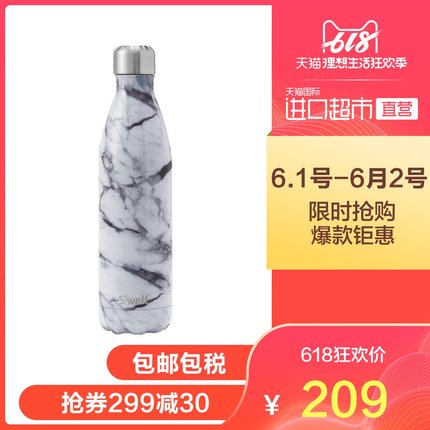 618
天猫理想生活狂欢季
天猫国际
进口超市 直营
6.1号-6月2号
限时抢购
爆款钜惠
S'well
包邮包税
抢券299减30
618狂欢价
¥ 209